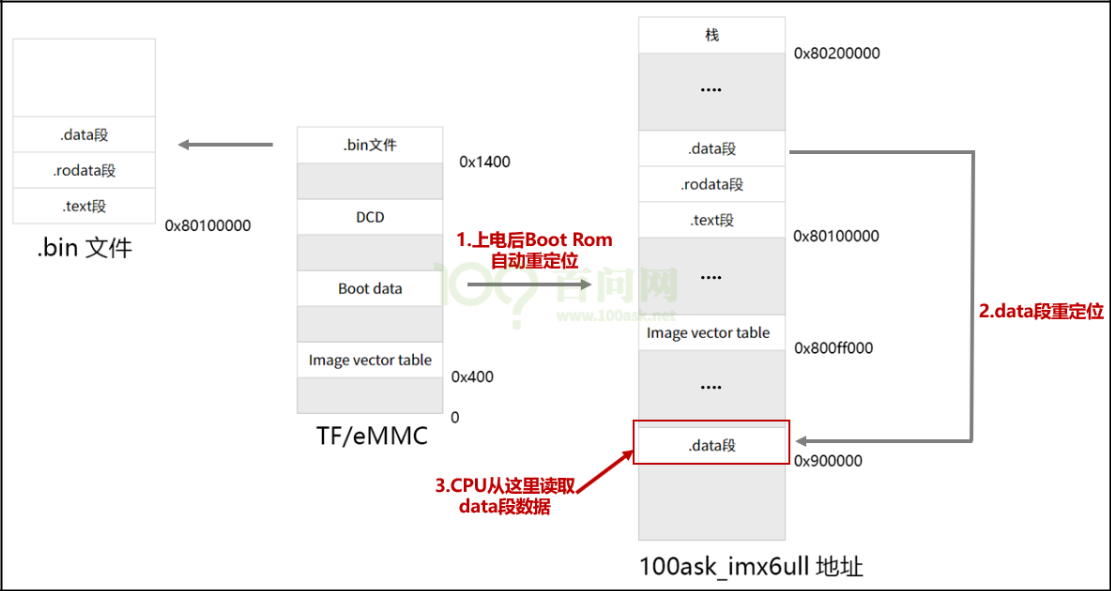 .data段
.rodata段
.text段
0x80100000
.bin 文件
.bin文件
0x1400
DCD
Boot data
Image vector table
0x400
0
TF/eMMC
1.上电后Boot Rom
自动重定位
百问网
www.100ask.net
栈
0x80200000
....
.data段
.rodata段
.text段
0x80100000
....
Image vector table
0x800ff000
....
.data段
0x900000
2.data段重定位
3.CPU从这里读取
data段数据
100ask_imx6ull 地址